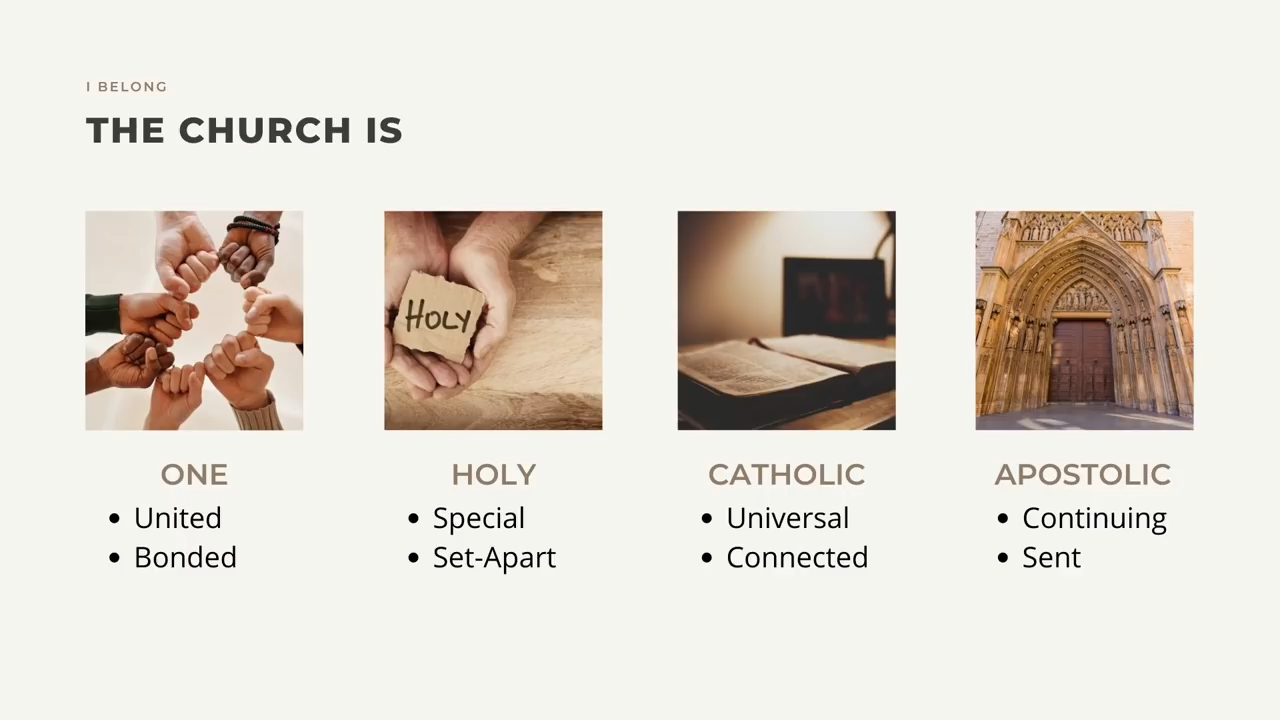 I BELONG
THE CHURCH IS
HOLY
ONE
• United
• Bonded
HOLY
• Special
• Set-Apart
CATHOLIC
• Universal
• Connected
APOSTOLIC
• Continuing
• Sent